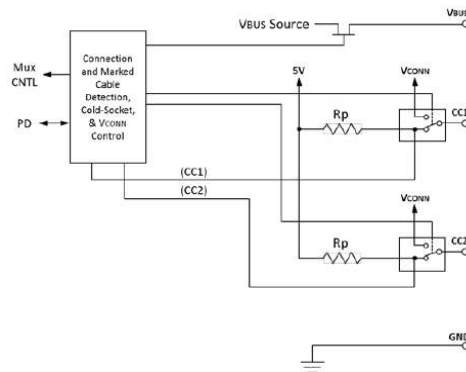 VBUS Source
VBUS
Connection
and Marked
Cable
Detection,
Cold-Socket,
& VCONN
Control
Mux
CNTL
PD
5V
VCONN
Rp
CC1
(CC1)
(CC2)
VCONN
Rp
CC2
GND